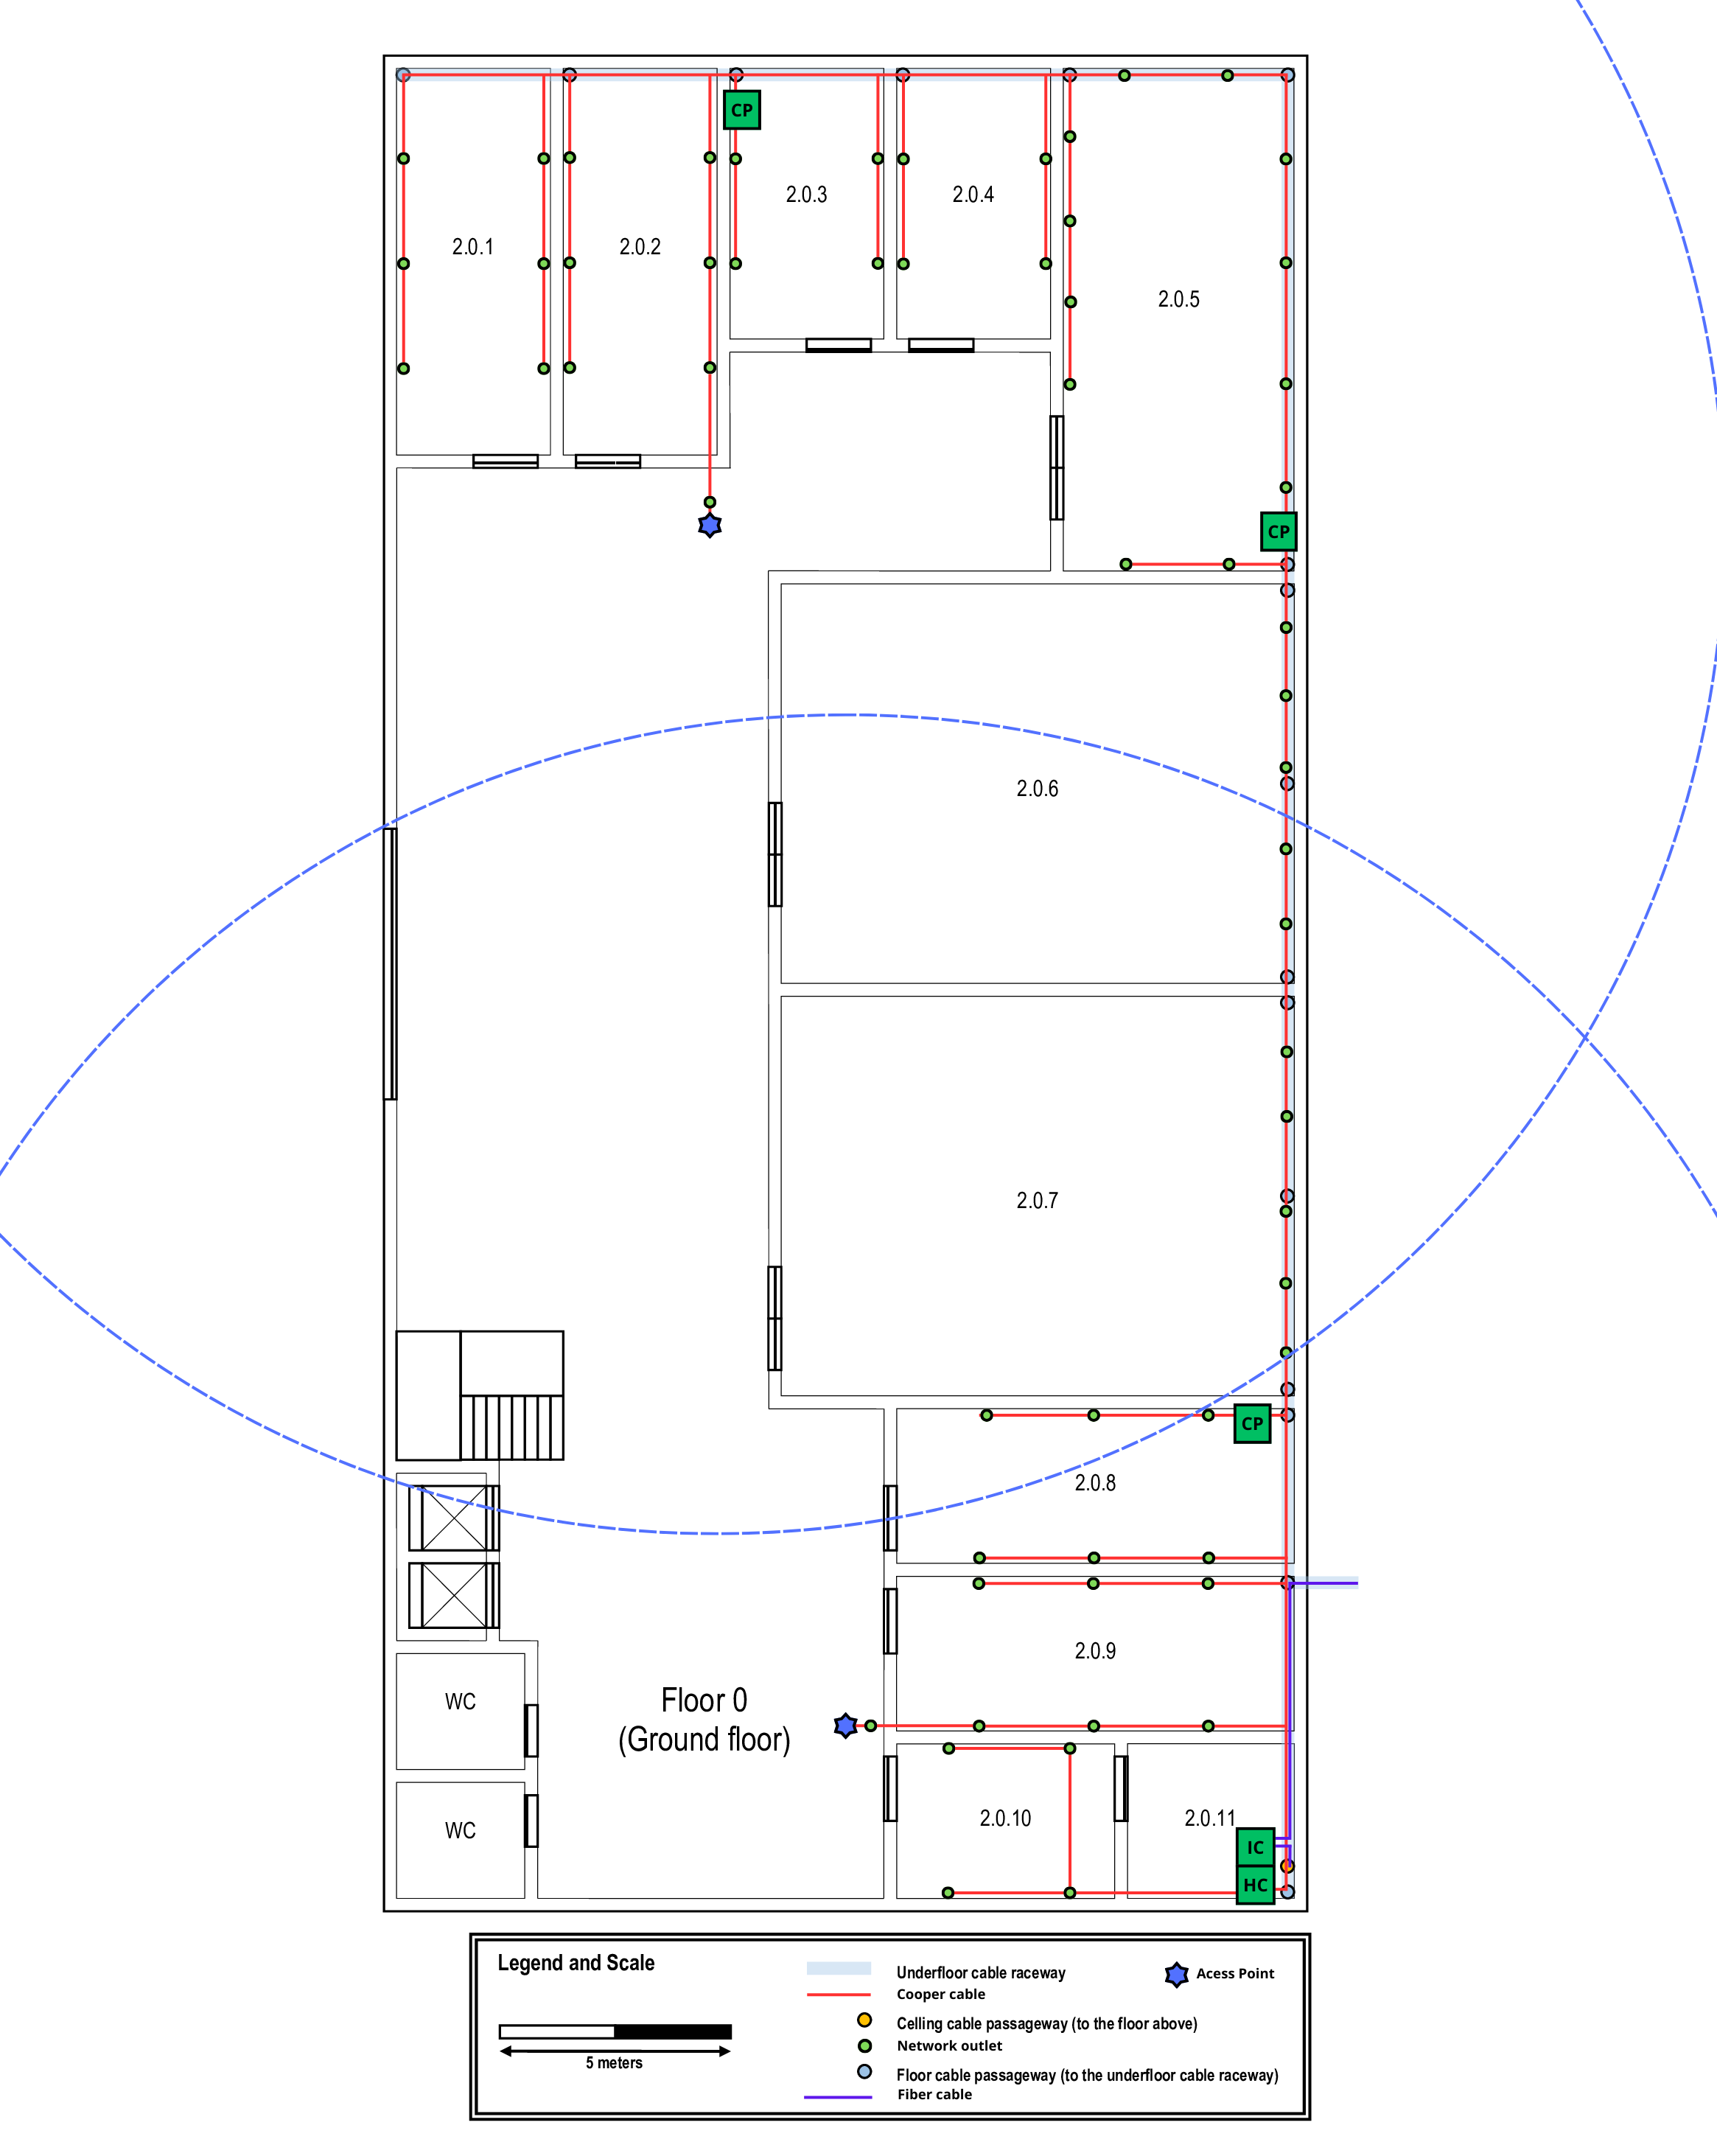 CP
2.0.3
2.0.4
2.0.1
2.0.2
2.0.5
CP
2.0.6
2.0.7
CP
2.0.8
2.0.9
WC
Floor 0
(Ground floor)
2.0.10
2.0.11
WC
IC
HC
Legend and Scale
5 meters
Underfloor cable raceway
Cooper cable
Celling cable passageway (to the floor above)
Network outlet
Floor cable passageway (to the underfloor cable raceway)
Fiber cable
Acess Point